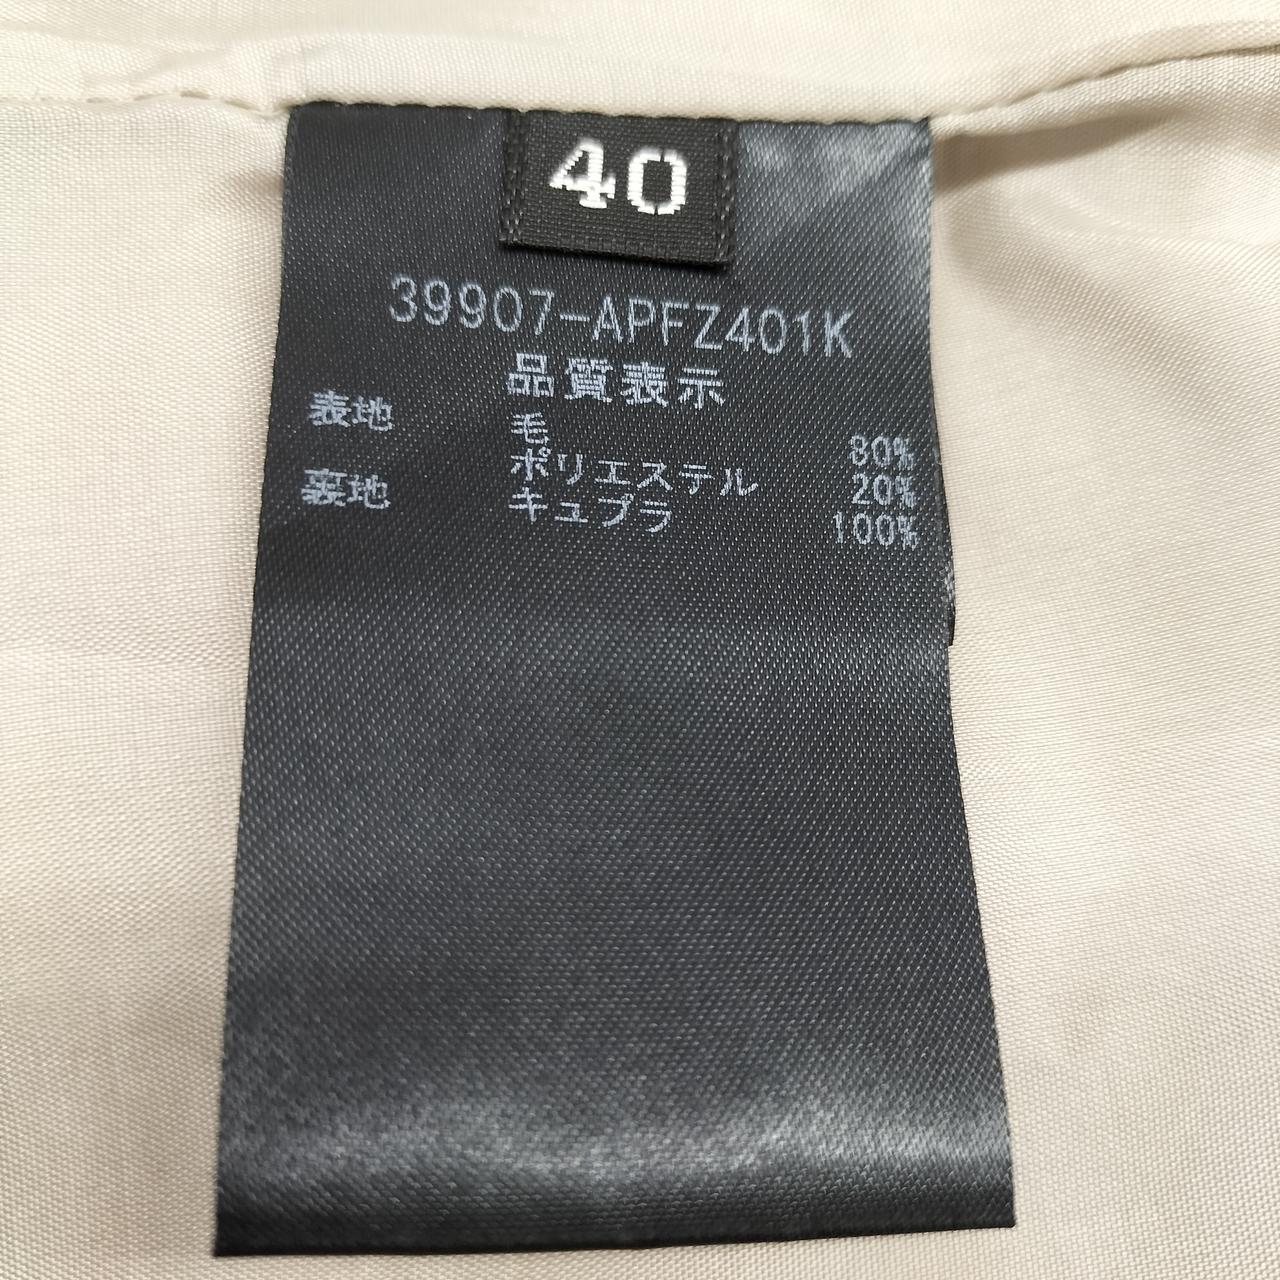 40
39907-APFZ401K
品質表示
表地 毛 80%
ポリエステル 20%
裏地 キュプラ 100%